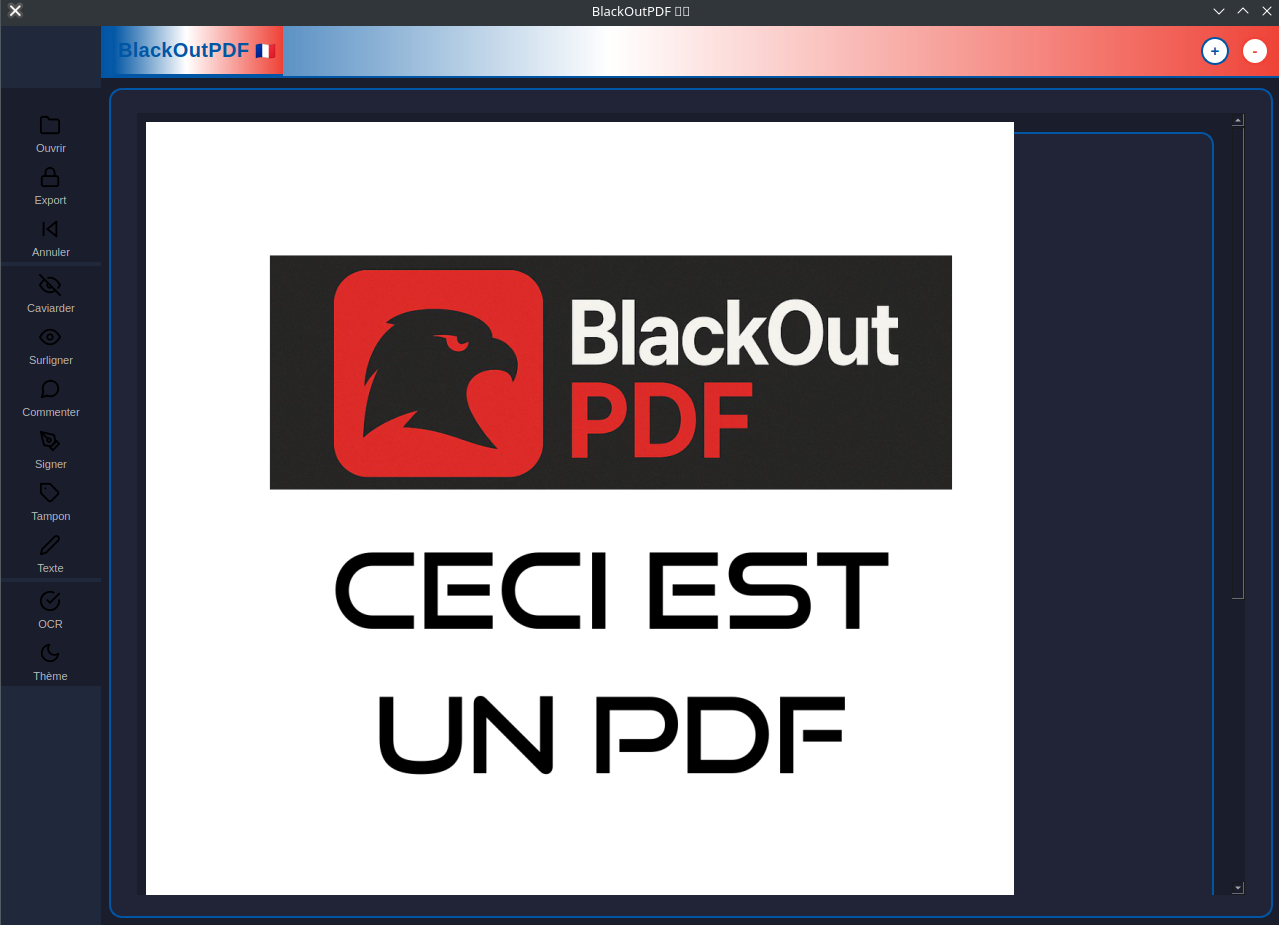 BlackOutPDF
BlackOutPDF 🇫🇷
+
-
Ouvrir
Export
Annuler
Caviarder
Surligner
Commenter
Signer
Tampon
Texte
OCR
Thème
BlackOut
PDF
CECI EST
UN PDF